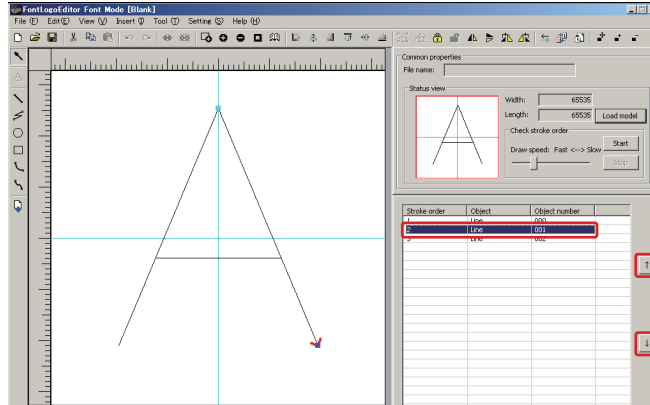 FontLogoEditor Font Mode [Blank]
File (F) Edit(E) View (V) Insert (I) Tool (T) Setting (S) Help (H)
Common properties
File name:
Status view
Width: 65535
Length: 65535 Load model
Check stroke order
Draw speed: Fast <--> Slow Start
Stop
Stroke order Object Object number
1 Line 000
2 Line 001
3 Line 002
↑
↓